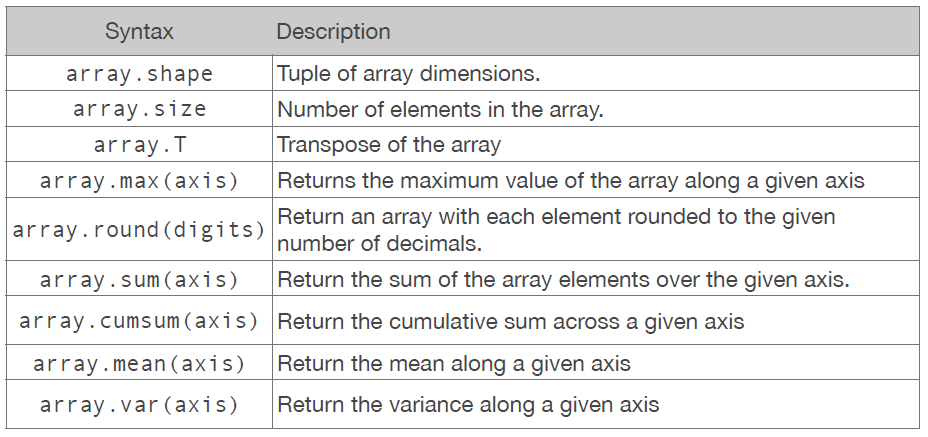 Syntax Description
array.shape Tuple of array dimensions.
array.size Number of elements in the array.
array.T Transpose of the array
array.max(axis) Returns the maximum value of the array along a given axis
array.round(digits) Return an array with each element rounded to the given
number of decimals.
array.sum(axis) Return the sum of the array elements over the given axis.
array.cumsum(axis) Return the cumulative sum across a given axis
array.mean(axis) Return the mean along a given axis
array.var(axis) Return the variance along a given axis